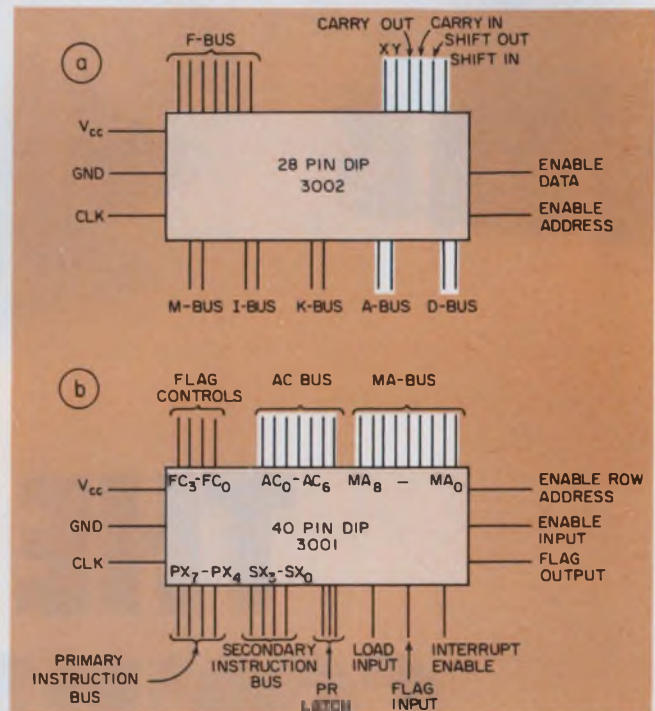 a
F-BUS
CARRY OUT
CARRY IN
SHIFT OUT
SHIFT IN
X Y
Vcc
GND
CLK
28 PIN DIP
3002
ENABLE
DATA
ENABLE
ADDRESS
M-BUS I-BUS K-BUS A-BUS D-BUS
b
FLAG
CONTROLS
AC BUS
MA-BUS
Vcc
GND
CLK
FC3-FC0 AC0-AC6 MA8 - MA0
40 PIN DIP
3001
PX7-PX4 SX3-SX0
ENABLE ROW
ADDRESS
ENABLE
INPUT
FLAG
OUTPUT
PRIMARY
INSTRUCTION
BUS
SECONDARY
INSTRUCTION
BUS
PR
LATCH
LOAD
INPUT
FLAG
INPUT
INTERRUPT
ENABLE